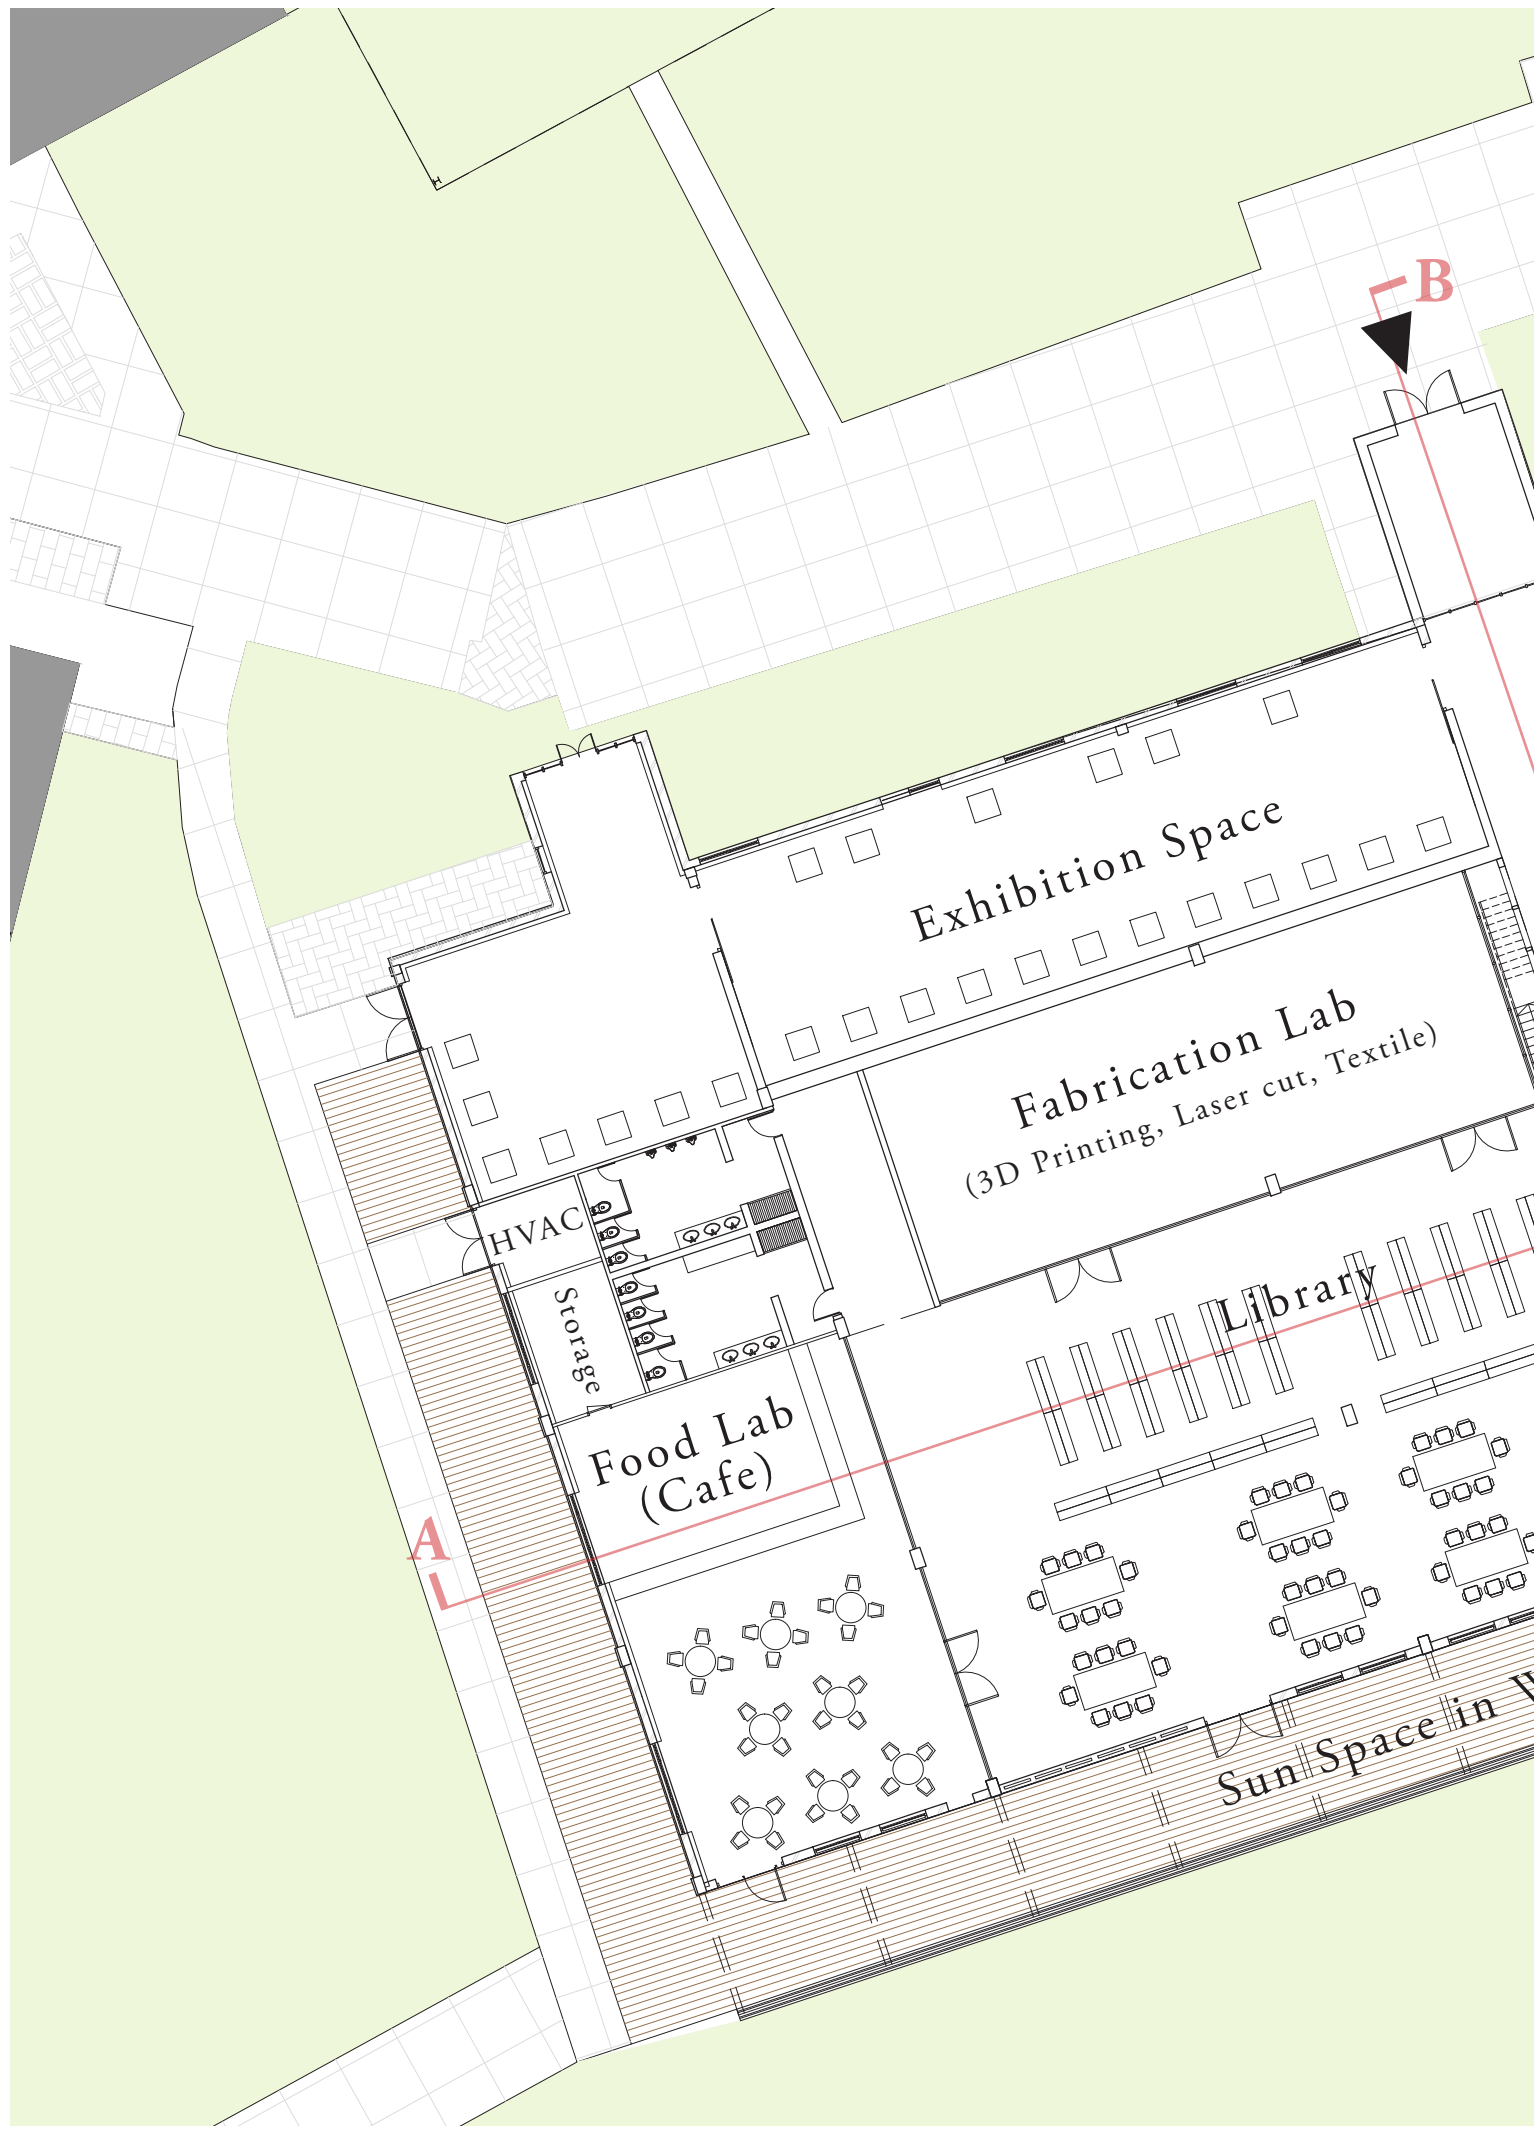 B
Exhibition Space
Fabrication Lab
(3D Printing, Laser cut, Textile)
HVAC
Storage
Library
Food Lab
(Cafe)
A
Sun Space in